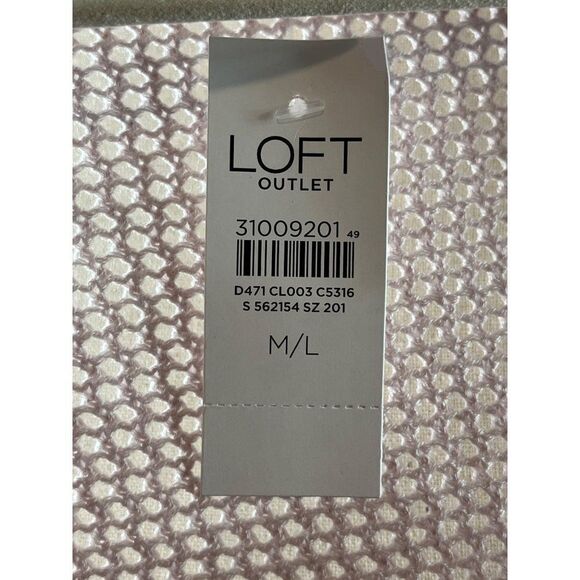 LOFT
OUTLET
31009201 49
D471 CL003 C5316
S 562154 SZ 201
M/L